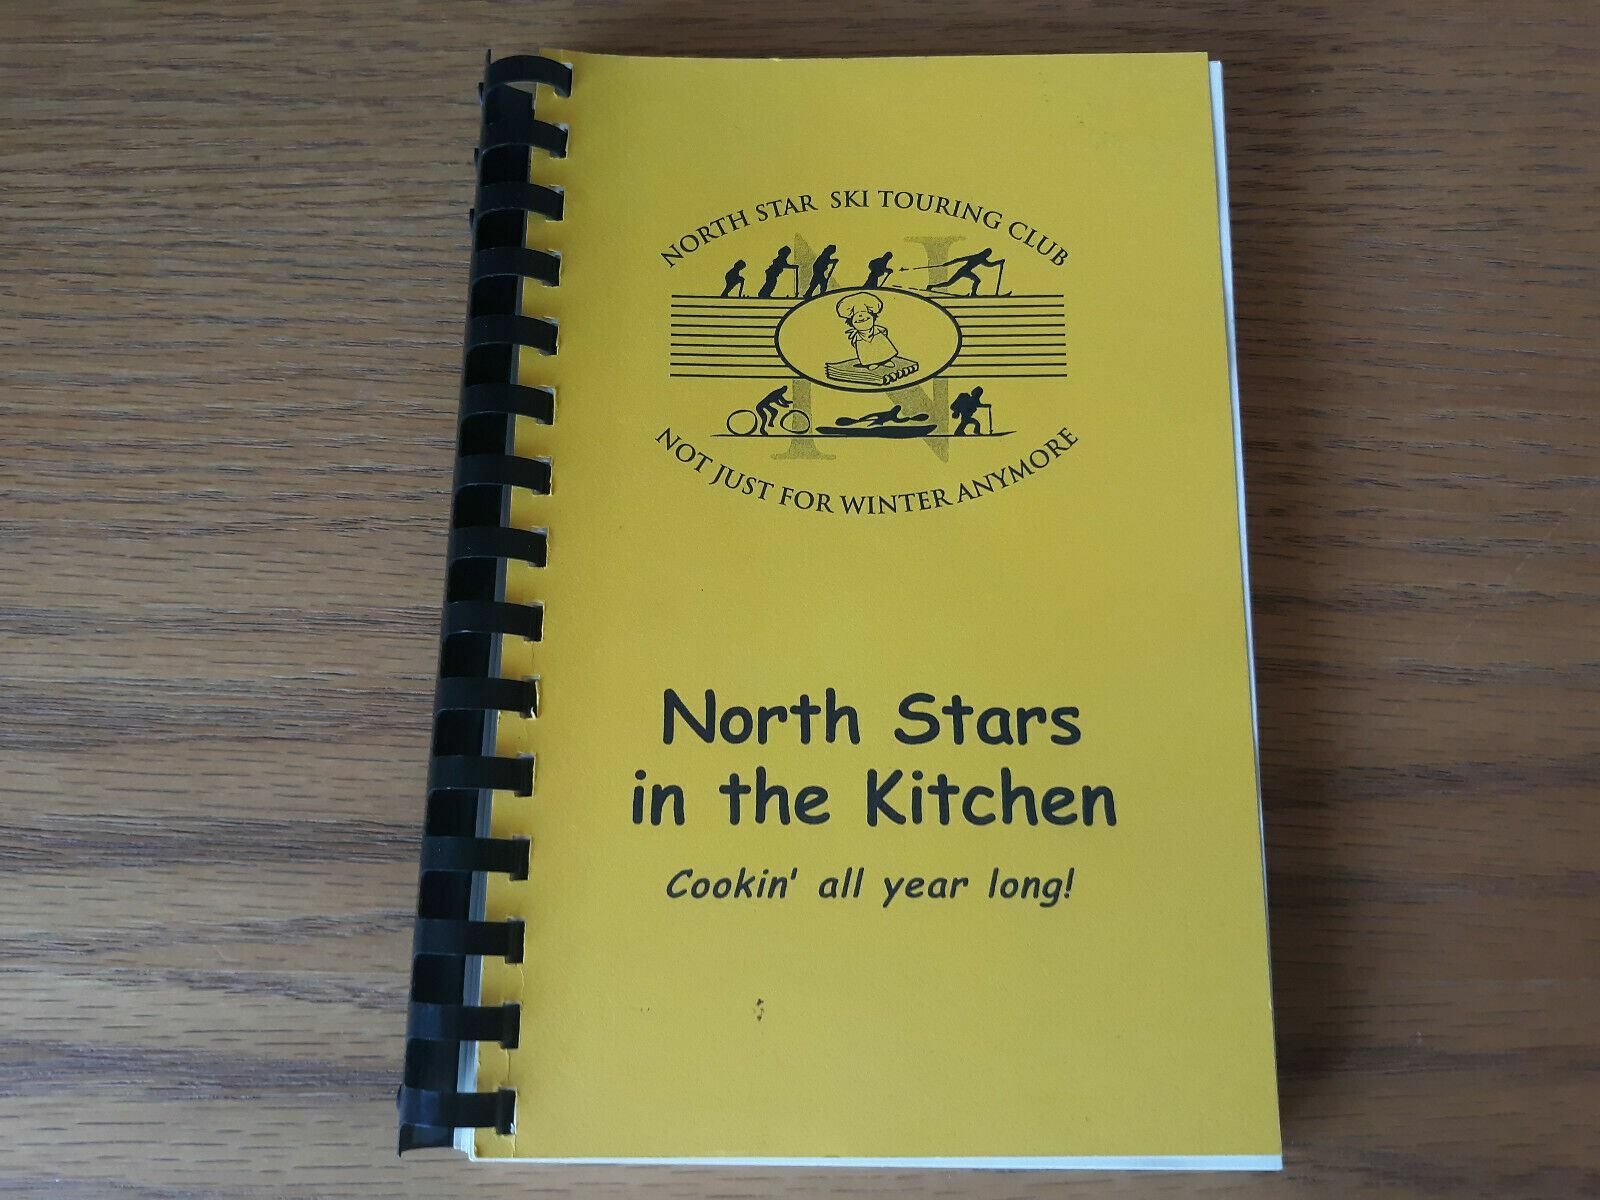 NORTH STAR SKI TOURING CLUB
N
NOT JUST FOR WINTER ANYMORE
North Stars
in the Kitchen
Cookin' all year long!